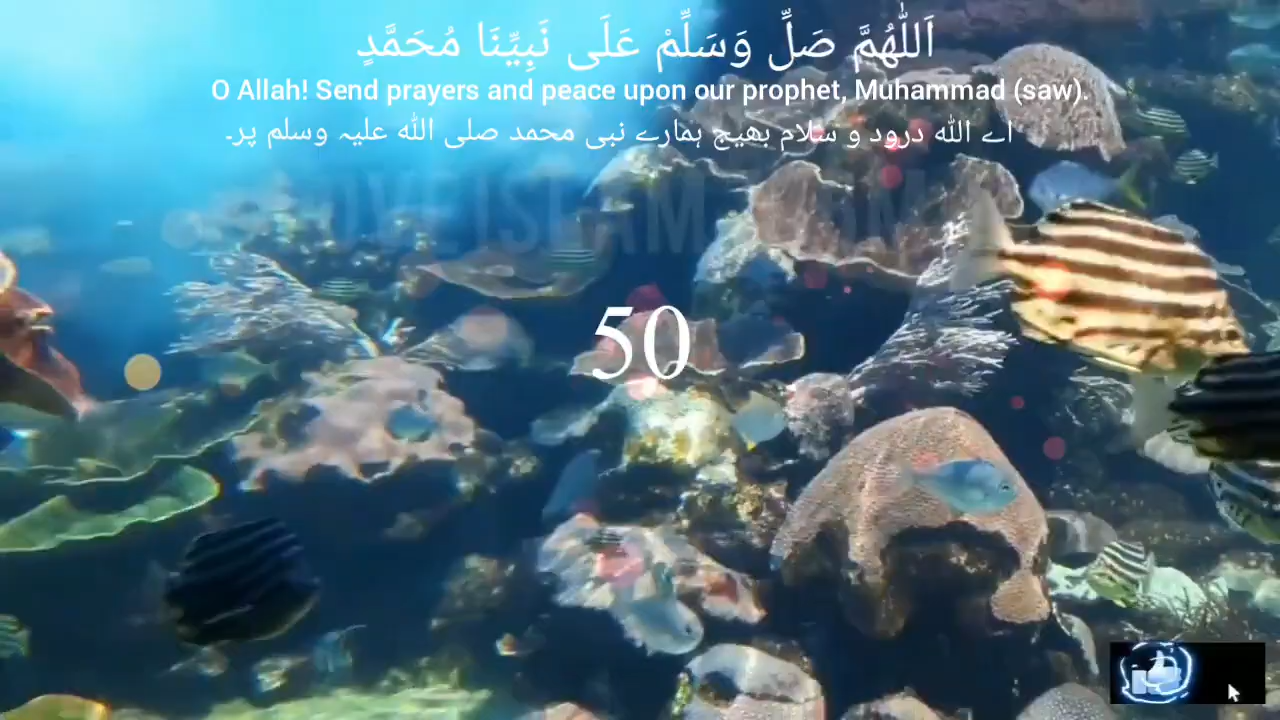 اَللّٰهُمَّ صَلِّ وَسَلِّمْ عَلَى نَبِيِّنَا مُحَمَّدٍ
O Allah! Send prayers and peace upon our prophet, Muhammad (saw).
اے اللہ درود و سلام بھیج ہمارے نبی محمد صلی اللہ علیہ وسلم پر۔
50